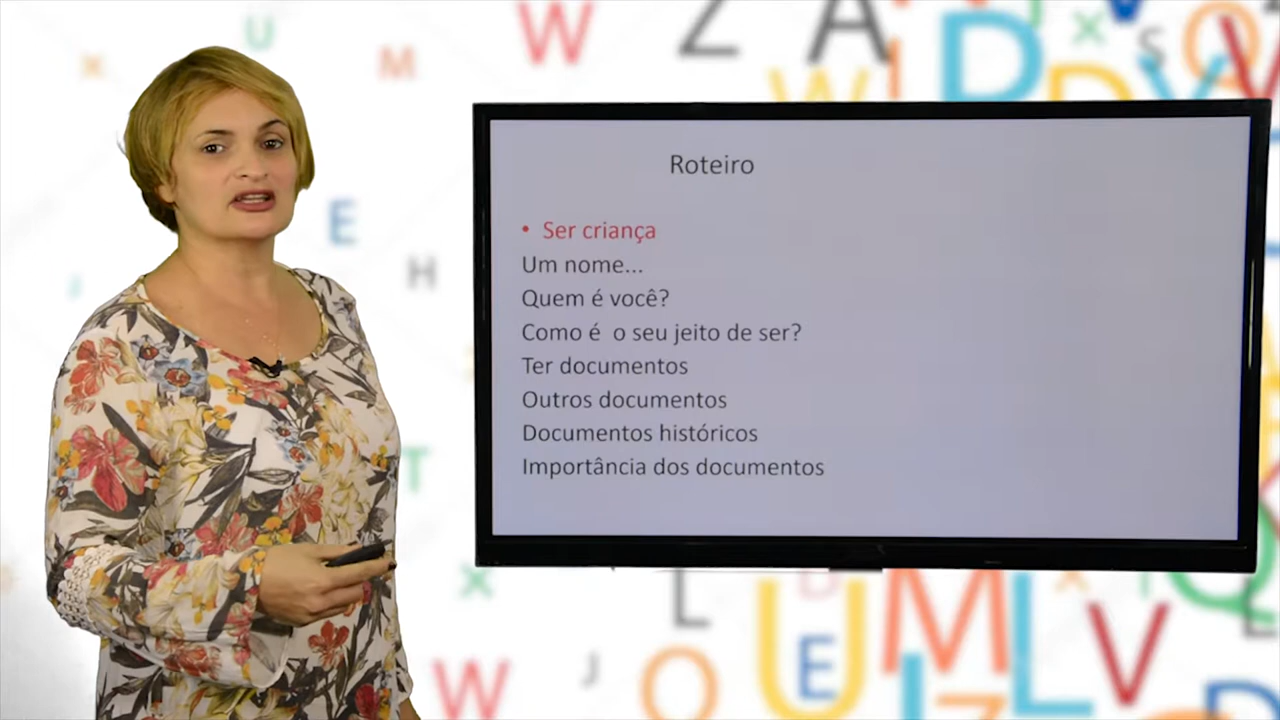 Roteiro
• Ser criança
Um nome...
Quem é você?
Como é o seu jeito de ser?
Ter documentos
Outros documentos
Documentos históricos
Importância dos documentos